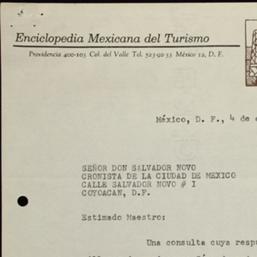 Enciclopedia Mexicana del Turismo
Providencia 400-103 Col. del Valle Tel. 523-92-33 México 12, D. F.
México, D. F., 4 de
SEÑOR DON SALVADOR NOVO
CRONISTA DE LA CIUDAD DE MEXICO
CALLE SALVADOR NOVO # 1
COYOACAN, D.F.
Estimado Maestro:
Una consulta cuya